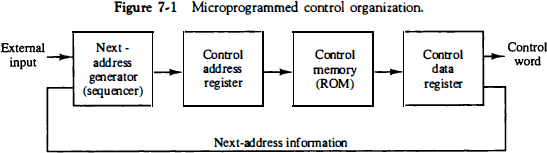 Figure 7-1 Microprogrammed control organization.
External
input
Next -
address
generator
(sequencer)
Control
address
register
Control
memory
(ROM)
Control
data
register
Control
word
Next-address information